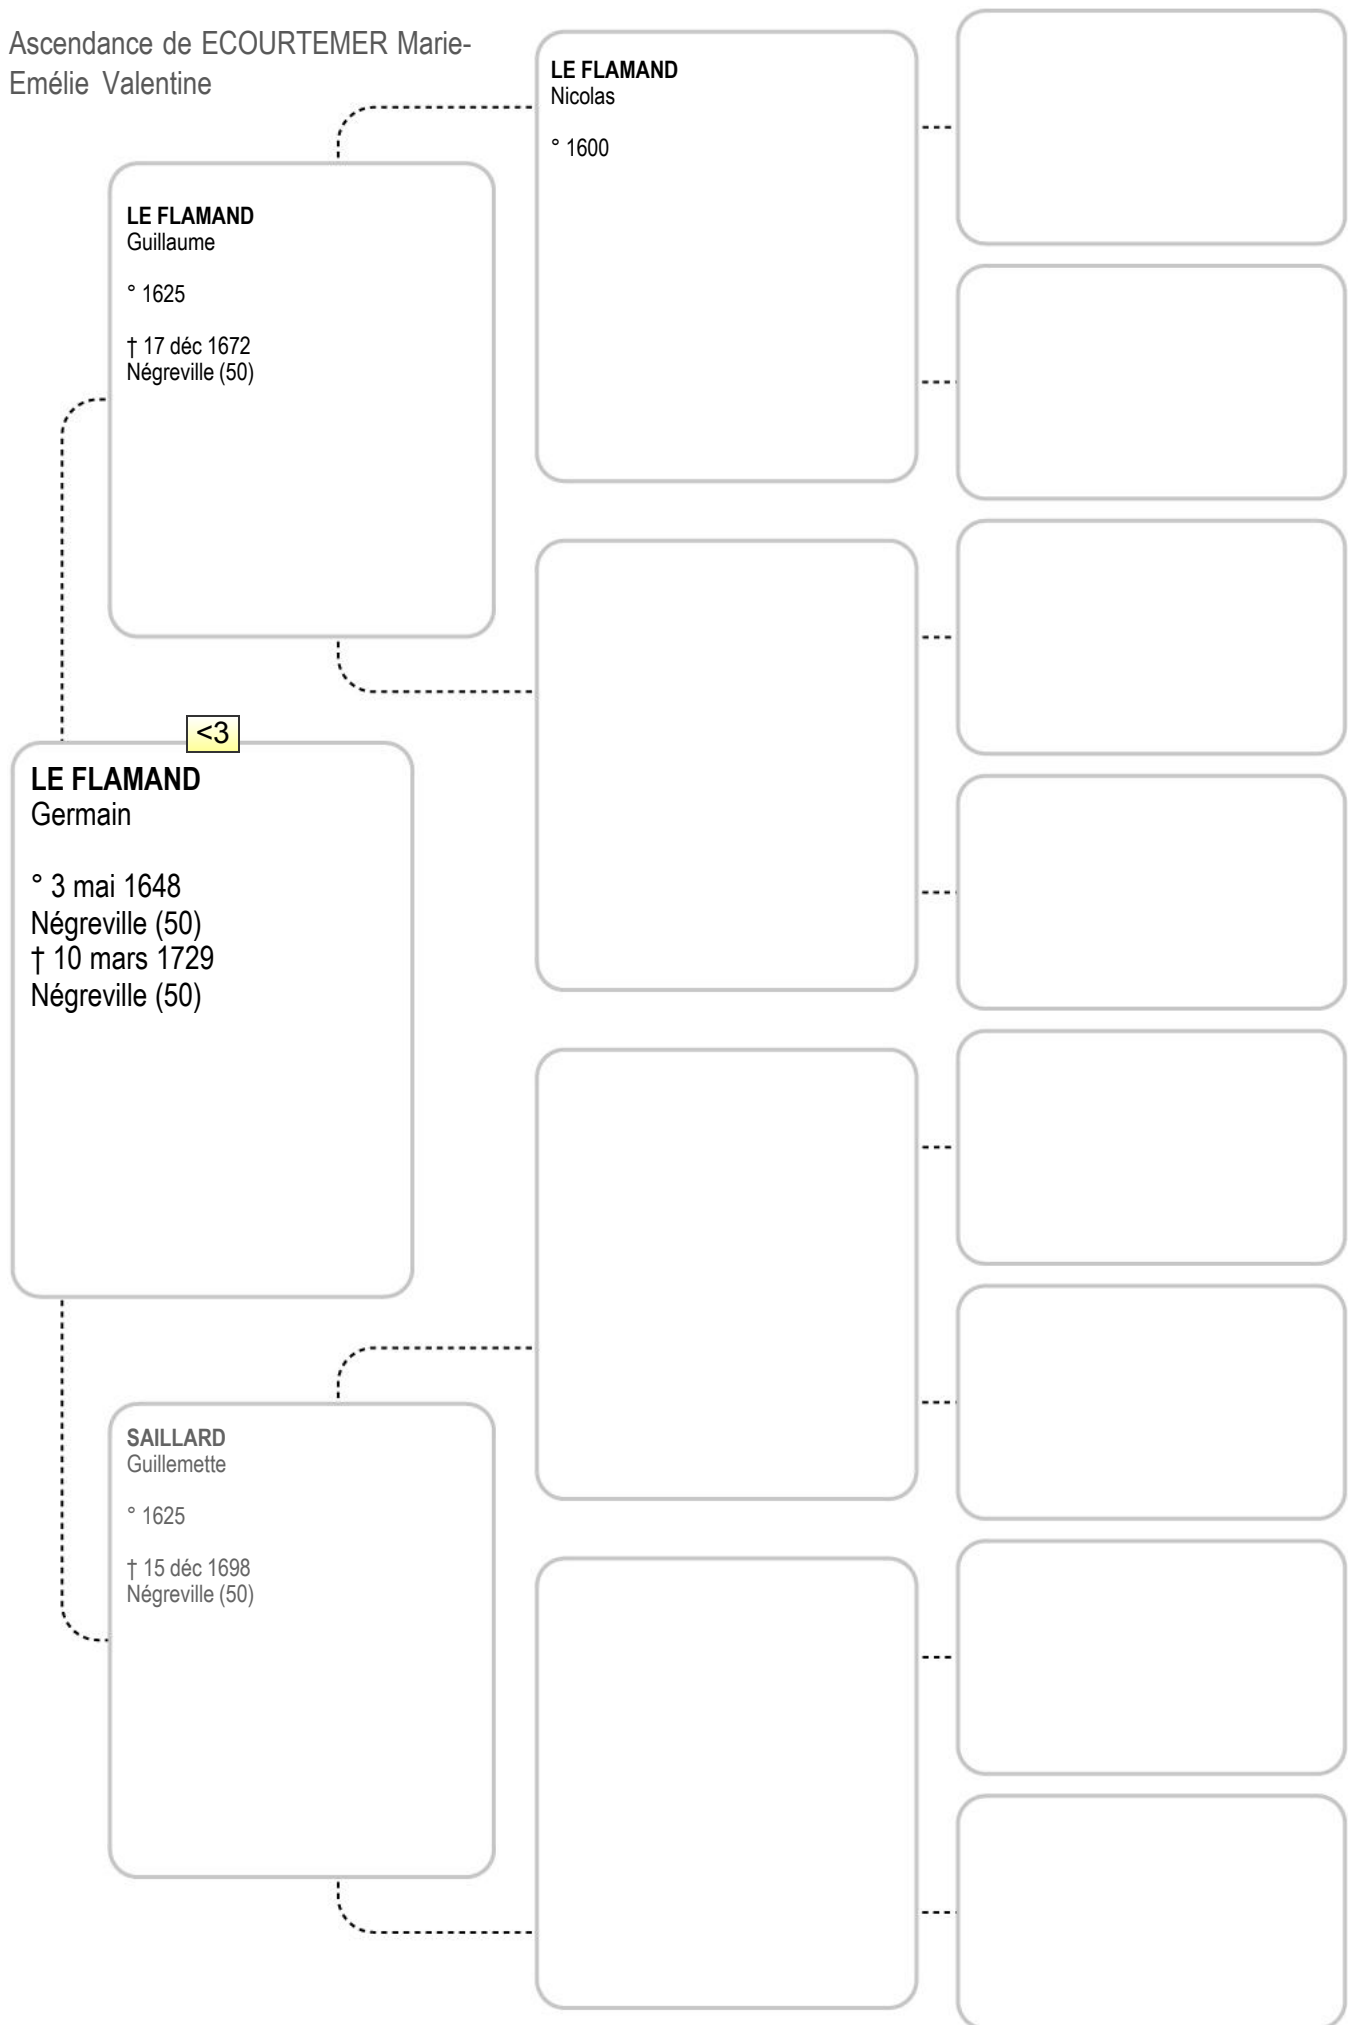 Ascendance de ECOURTEMER Marie-
Emélie Valentine
LE FLAMAND
Nicolas
° 1600
LE FLAMAND
Guillaume
° 1625
† 17 déc 1672
Négreville (50)
<3
LE FLAMAND
Germain
° 3 mai 1648
Négreville (50)
† 10 mars 1729
Négreville (50)
SAILLARD
Guillemette
° 1625
† 15 déc 1698
Négreville (50)